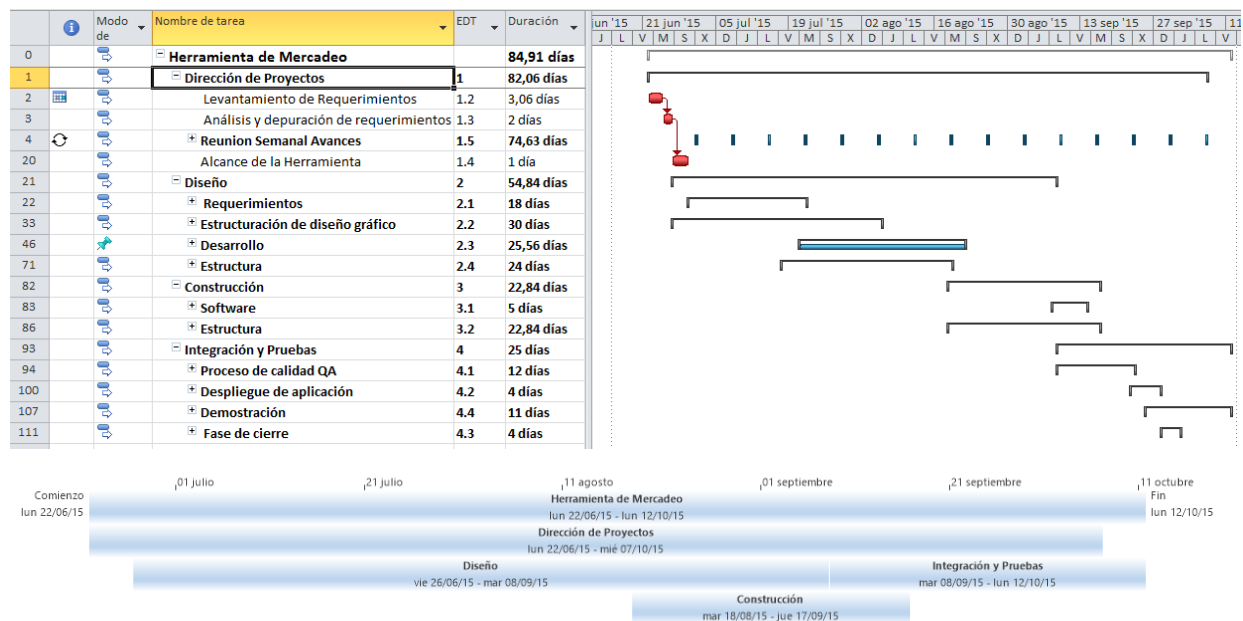 Modo de Nombre de tarea EDT Duración
jun '15 21 jun '15 05 jul '15 19 jul '15 02 ago '15 16 ago '15 30 ago '15 13 sep '15 27 sep '15 11
J L V M S X D J L V M S X D J L V M S X D J L V
0 Herramienta de Mercadeo 84,91 días
1 Dirección de Proyectos 1 82,06 días
2 Levantamiento de Requerimientos 1.2 3,06 días
3 Análisis y depuración de requerimientos 1.3 2 días
4 Reunion Semanal Avances 1.5 74,63 días
20 Alcance de la Herramienta 1.4 1 día
21 Diseño 2 54,84 días
22 Requerimientos 2.1 18 días
33 Estructuración de diseño gráfico 2.2 30 días
46 Desarrollo 2.3 25,56 días
71 Estructura 2.4 24 días
82 Construcción 3 22,84 días
83 Software 3.1 5 días
86 Estructura 3.2 22,84 días
93 Integración y Pruebas 4 25 días
94 Proceso de calidad QA 4.1 12 días
100 Despliegue de aplicación 4.2 4 días
107 Demostración 4.4 11 días
111 Fase de cierre 4.3 4 días
01 julio 21 julio 11 agosto 01 septiembre 21 septiembre 11 octubre
Comienzo Herramienta de Mercadeo Fin
lun 22/06/15 lun 22/06/15 - lun 12/10/15 lun 12/10/15
Dirección de Proyectos
lun 22/06/15 - mié 07/10/15
Diseño Integración y Pruebas
vie 26/06/15 - mar 08/09/15 mar 08/09/15 - lun 12/10/15
Construcción
mar 18/08/15 - jue 17/09/15